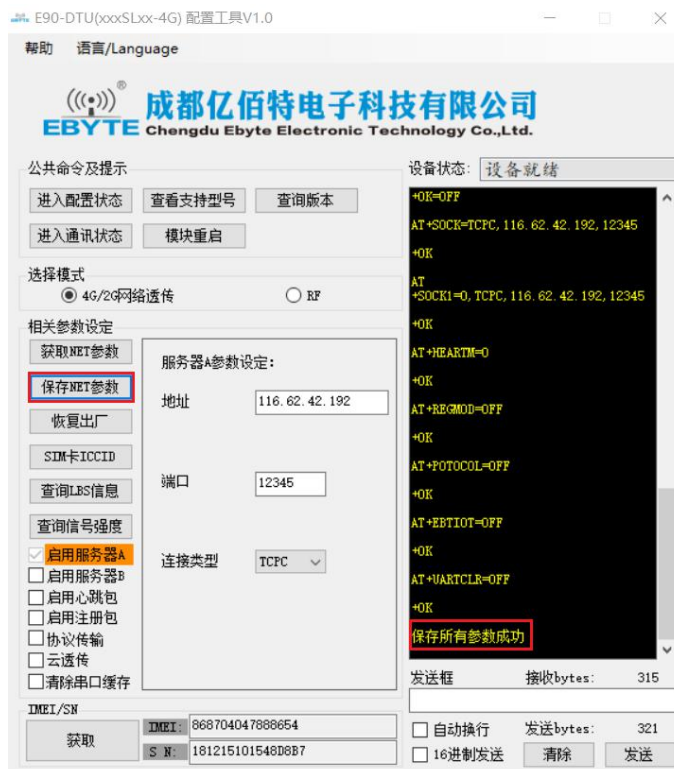 E90-DTU(xxxSLxx-4G) 配置工具V1.0
帮助 语言/Language
((( ))) ®
EBYTE
成都亿佰特电子科技有限公司
Chengdu Ebyte Electronic Technology Co.,Ltd.
公共命令及提示
进入配置状态 查看支持型号 查询版本
进入通讯状态 模块重启
选择模式
4G/2G网络透传 RF
相关参数设定
获取NET参数
保存NET参数
恢复出厂
SIM卡ICCID
查询LBS信息
查询信号强度
启用服务器A
启用服务器B
启用心跳包
启用注册包
协议传输
云透传
清除串口缓存
服务器A参数设定:
地址 116.62.42.192
端口 12345
连接类型 TCPC
IMEI/SN
获取
IMEI: 868704047888654
S N: 181215101548D8B7
设备状态: 设备就绪
+OK=OFF
AT+SOCK=TCPC,116.62.42.192,12345
+OK
AT
+SOCK1=0,TCPC,116.62.42.192,12345
+OK
AT+HEARTM=0
+OK
AT+REGMOD=OFF
+OK
AT+POTOCOL=OFF
+OK
AT+EBTIOT=OFF
+OK
AT+UARTCLR=OFF
+OK
保存所有参数成功
发送框 接收bytes: 315
自动换行 发送bytes: 321
16进制发送 清除 发送